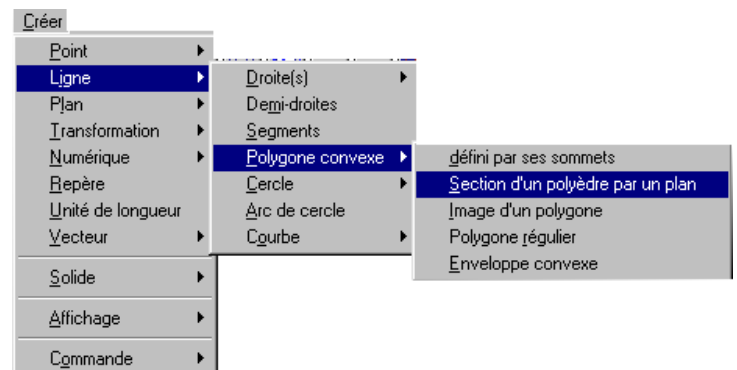 Créer
Point
Ligne
Plan
Transformation
Numérique
Repère
Unité de longueur
Vecteur
Solide
Affichage
Commande
Droite(s)
Demi-droites
Segments
Polygone convexe
Cercle
Arc de cercle
Courbe
défini par ses sommets
Section d'un polyèdre par un plan
Image d'un polygone
Polygone régulier
Enveloppe convexe